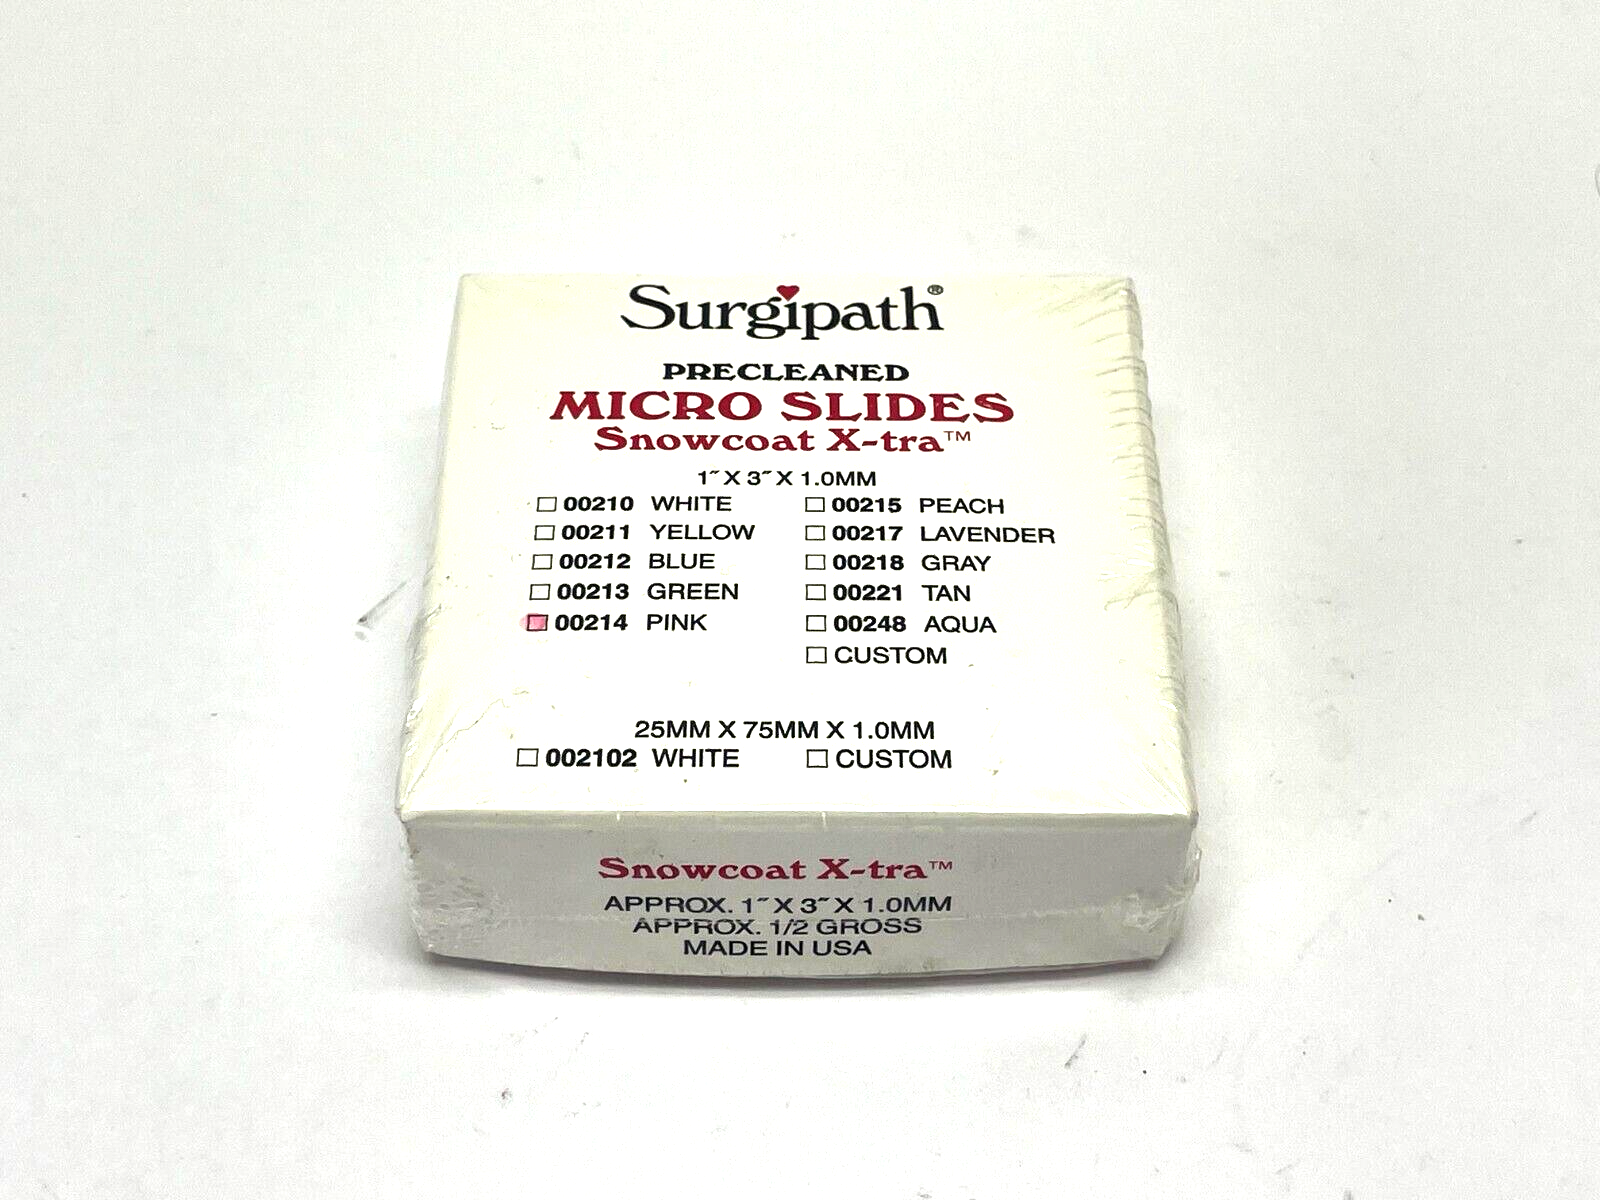 Surgipath®
PRECLEANED
MICRO SLIDES
Snowcoat X-tra™
1″ X 3″ X 1.0MM
00210 WHITE
00211 YELLOW
00212 BLUE
00213 GREEN
00214 PINK
00215 PEACH
00217 LAVENDER
00218 GRAY
00221 TAN
00248 AQUA
CUSTOM
25MM X 75MM X 1.0MM
002102 WHITE
CUSTOM
Snowcoat X-tra™
APPROX. 1″ X 3″ X 1.0MM
APPROX. 1/2 GROSS
MADE IN USA